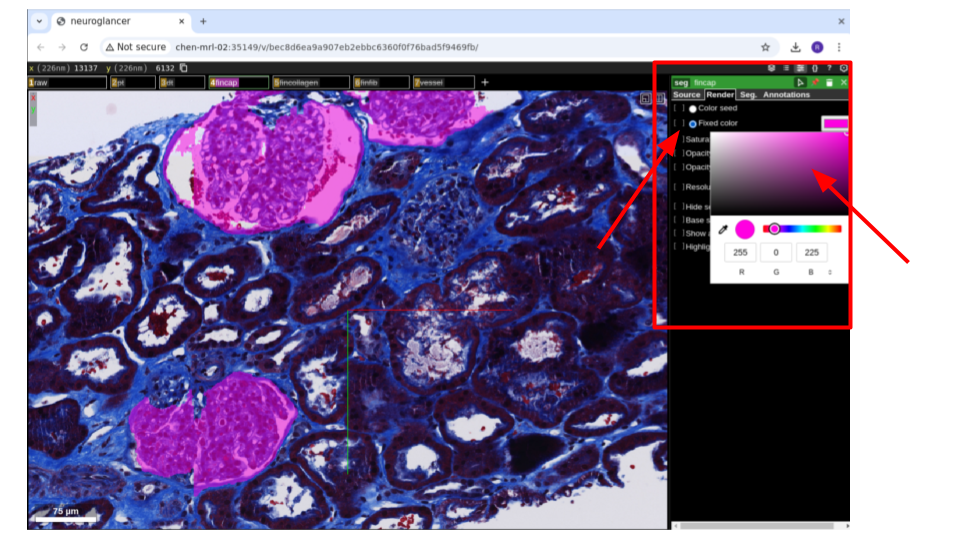 neuroglancer
Not secure chen-mrl-02:35149/v/bec8d6ea9a907eb2ebbc6360f0f76bad5f9469fb/
x (226nm) 13137 y (226nm) 6132
1raw 2pt 3dt 4fincap 5fincollagen 6finfib 7vessel +
seg fincap
Source Render Seg. Annotations
[ ] Color seed
[ ] Fixed color
[ ] Satura
[ ] Opacit
[ ] Opacit
[ ] Resolu
[ ] Hide s
[ ] Base s
[ ] Show a
[ ] Highlig
255 0 225
R G B
75 µm